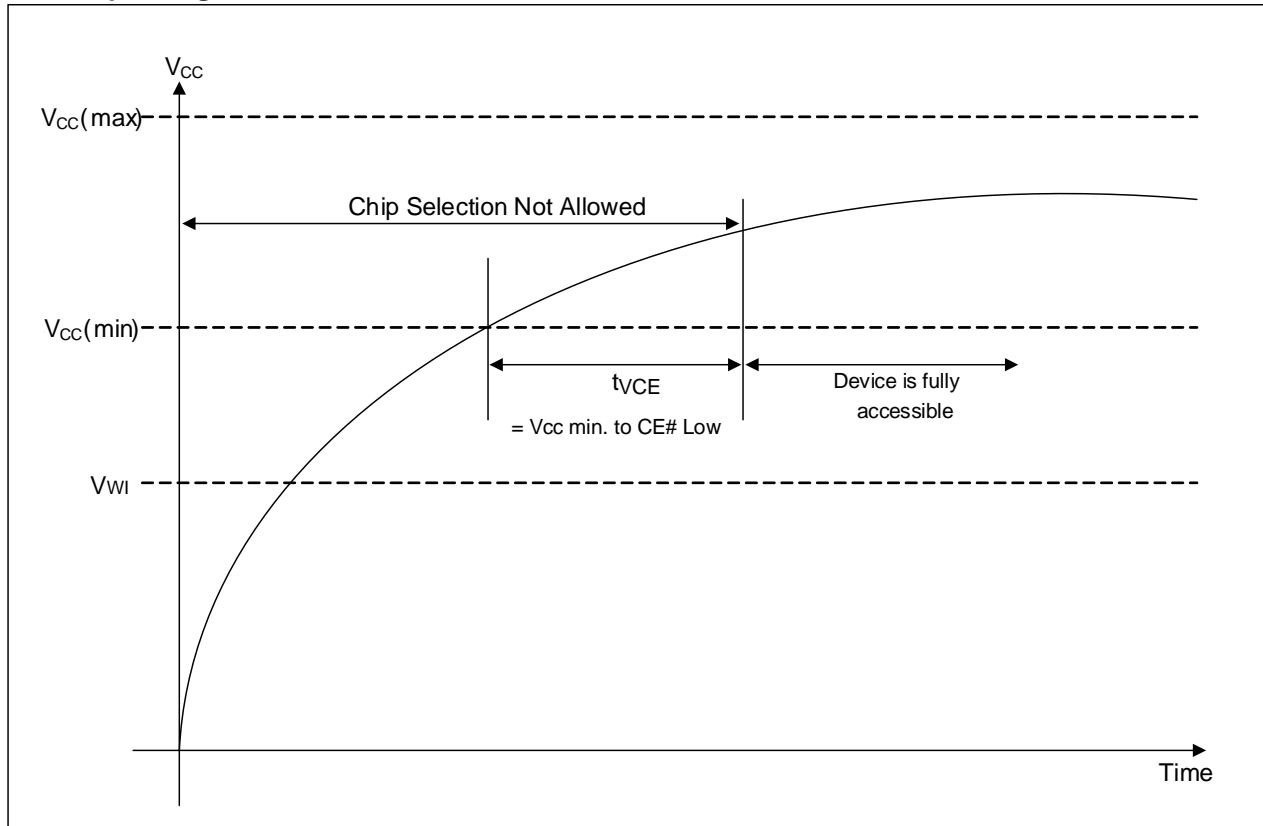 VCC
VCC(max)
Chip Selection Not Allowed
VCC(min)
tVCE
= Vcc min. to CE# Low
Device is fully
accessible
VWI
Time